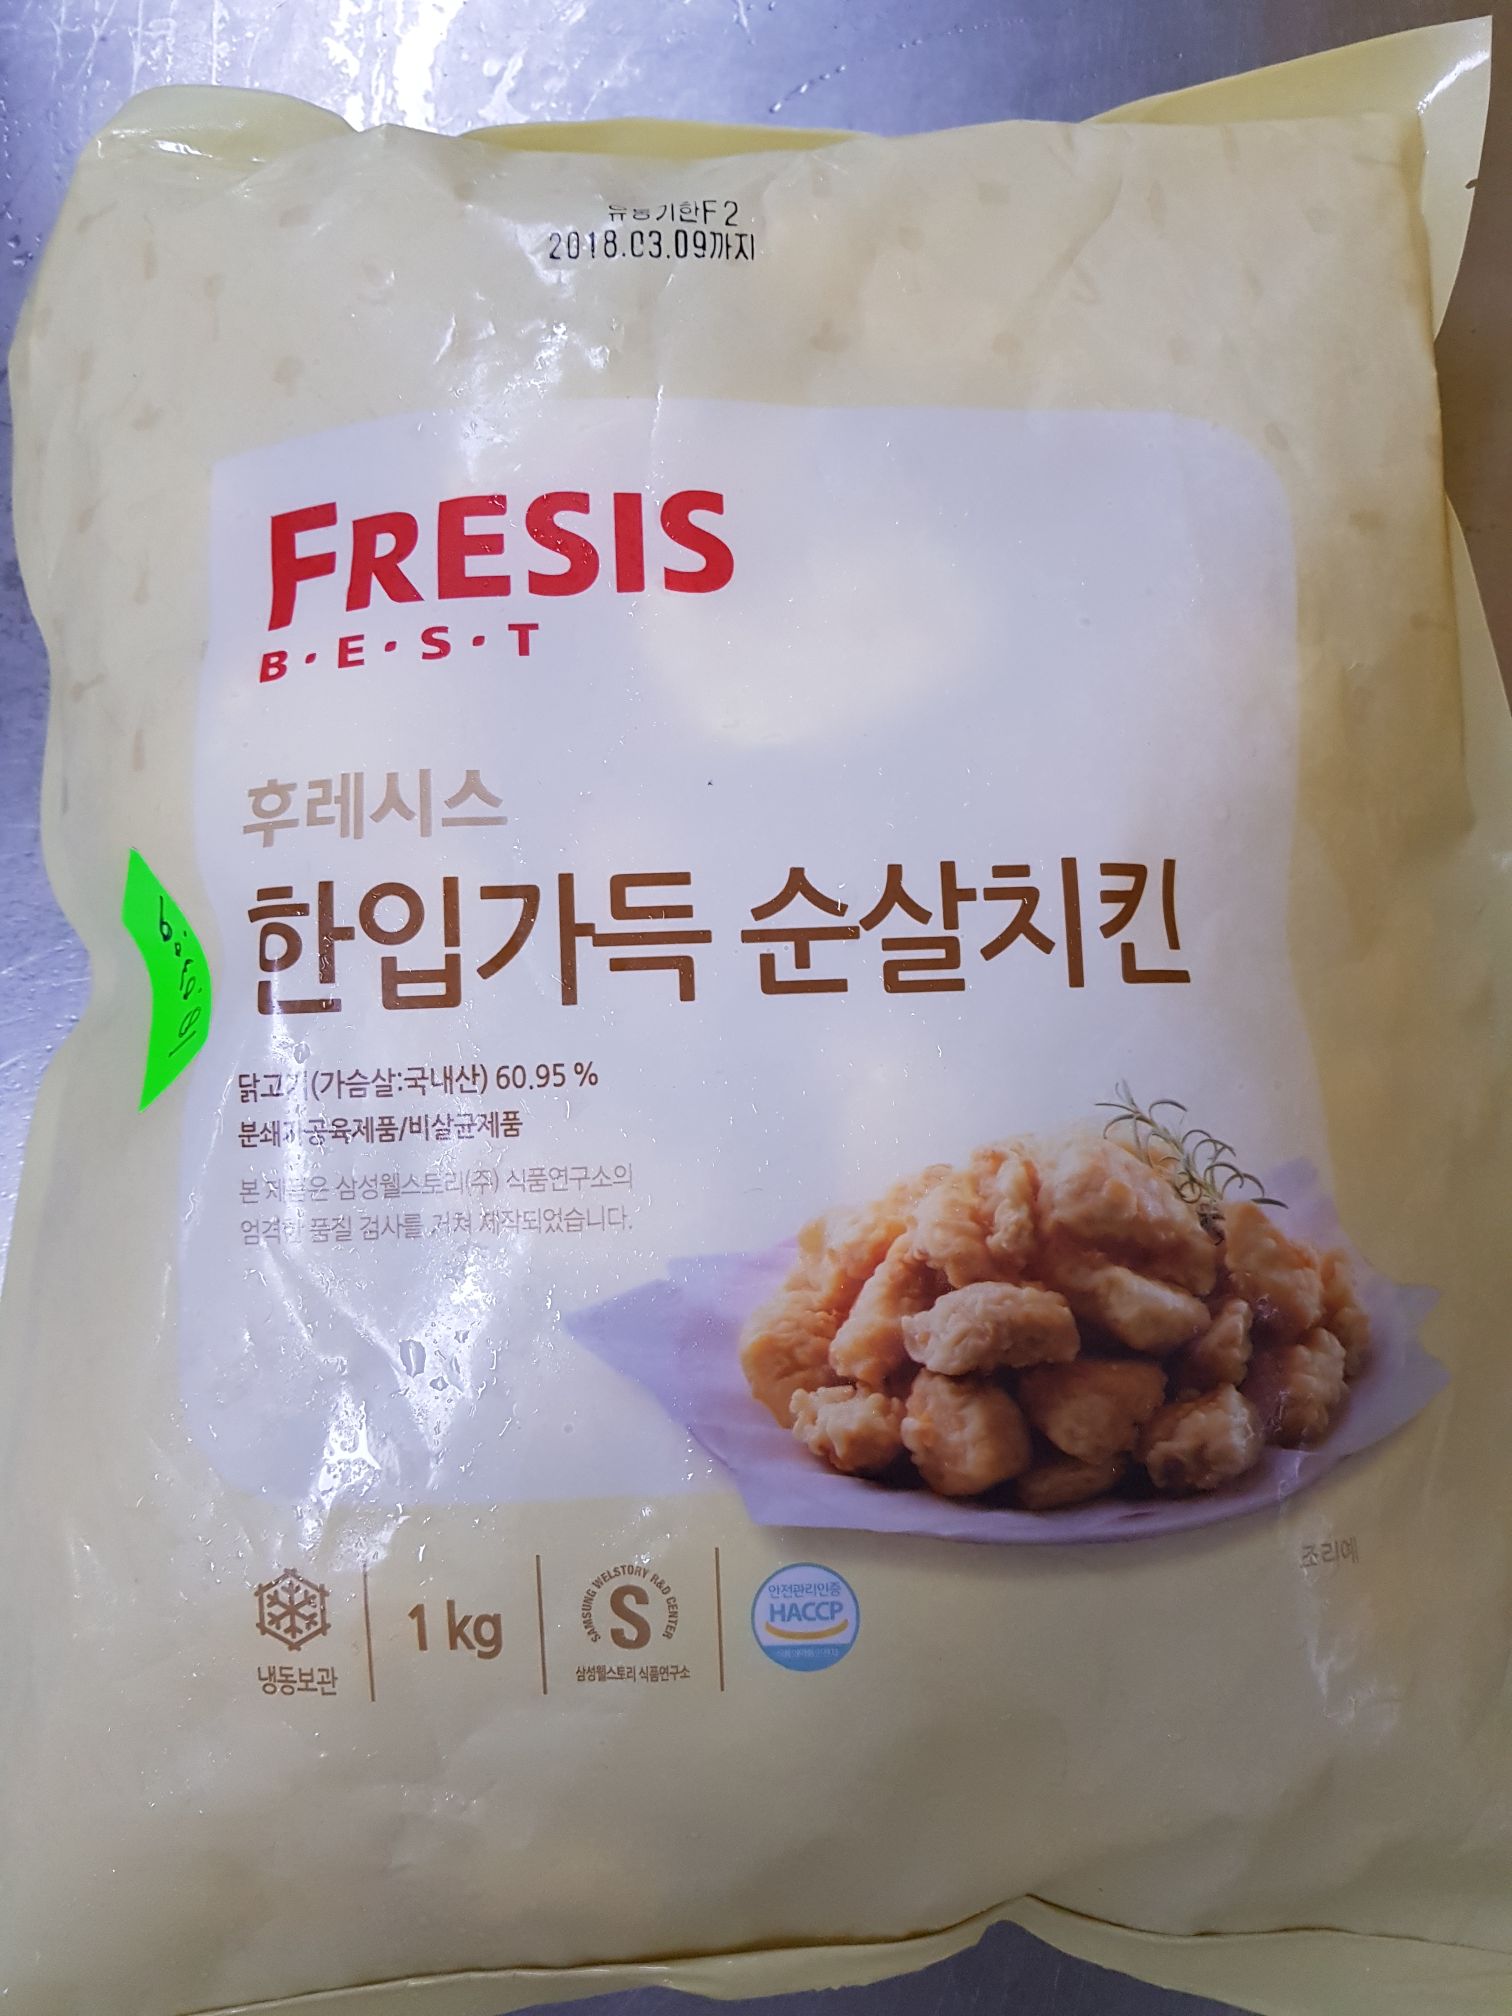 유통기한F2
2018.03.09까지
FRESIS
B·E·S·T
후레시스
한입가득 순살치킨
닭고기(가슴살:국내산) 60.95 %
분쇄가공육제품/비살균제품
본 제품은 삼성웰스토리(주) 식품연구소의
엄격한 품질 검사를 거쳐 제작되었습니다.
조리예
냉동보관
1 kg
SAMSUNG WELSTORY R&D CENTER
S
삼성웰스토리 식품연구소
안전관리인증
HACCP